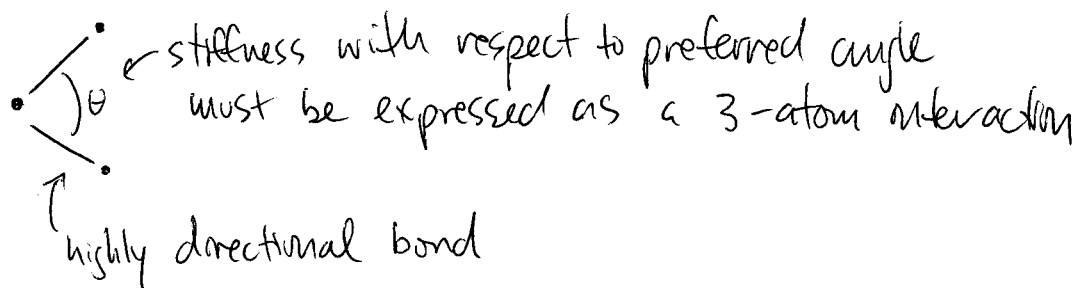 stiffness with respect to preferred angle
θ must be expressed as a 3-atom interaction
highly directional bond